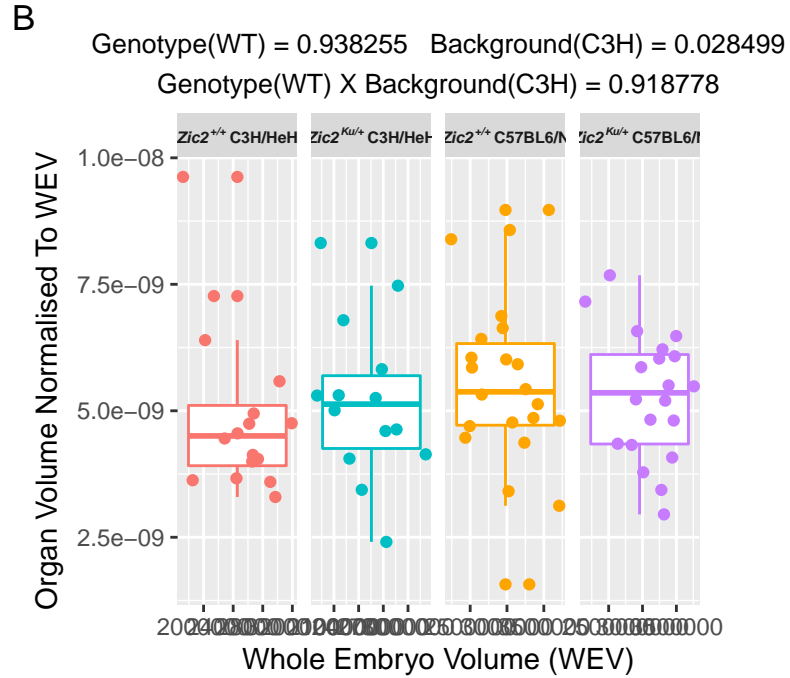 B
Genotype(WT) = 0.938255 Background(C3H) = 0.028499
Genotype(WT) X Background(C3H) = 0.918778
Zic2+/+ C3H/HeH
Zic2Ku/+ C3H/HeH
Zic2+/+ C57BL6/N
Zic2Ku/+ C57BL6/N
Organ Volume Normalised To WEV
1.0e-08
7.5e-09
5.0e-09
2.5e-09
Whole Embryo Volume (WEV)